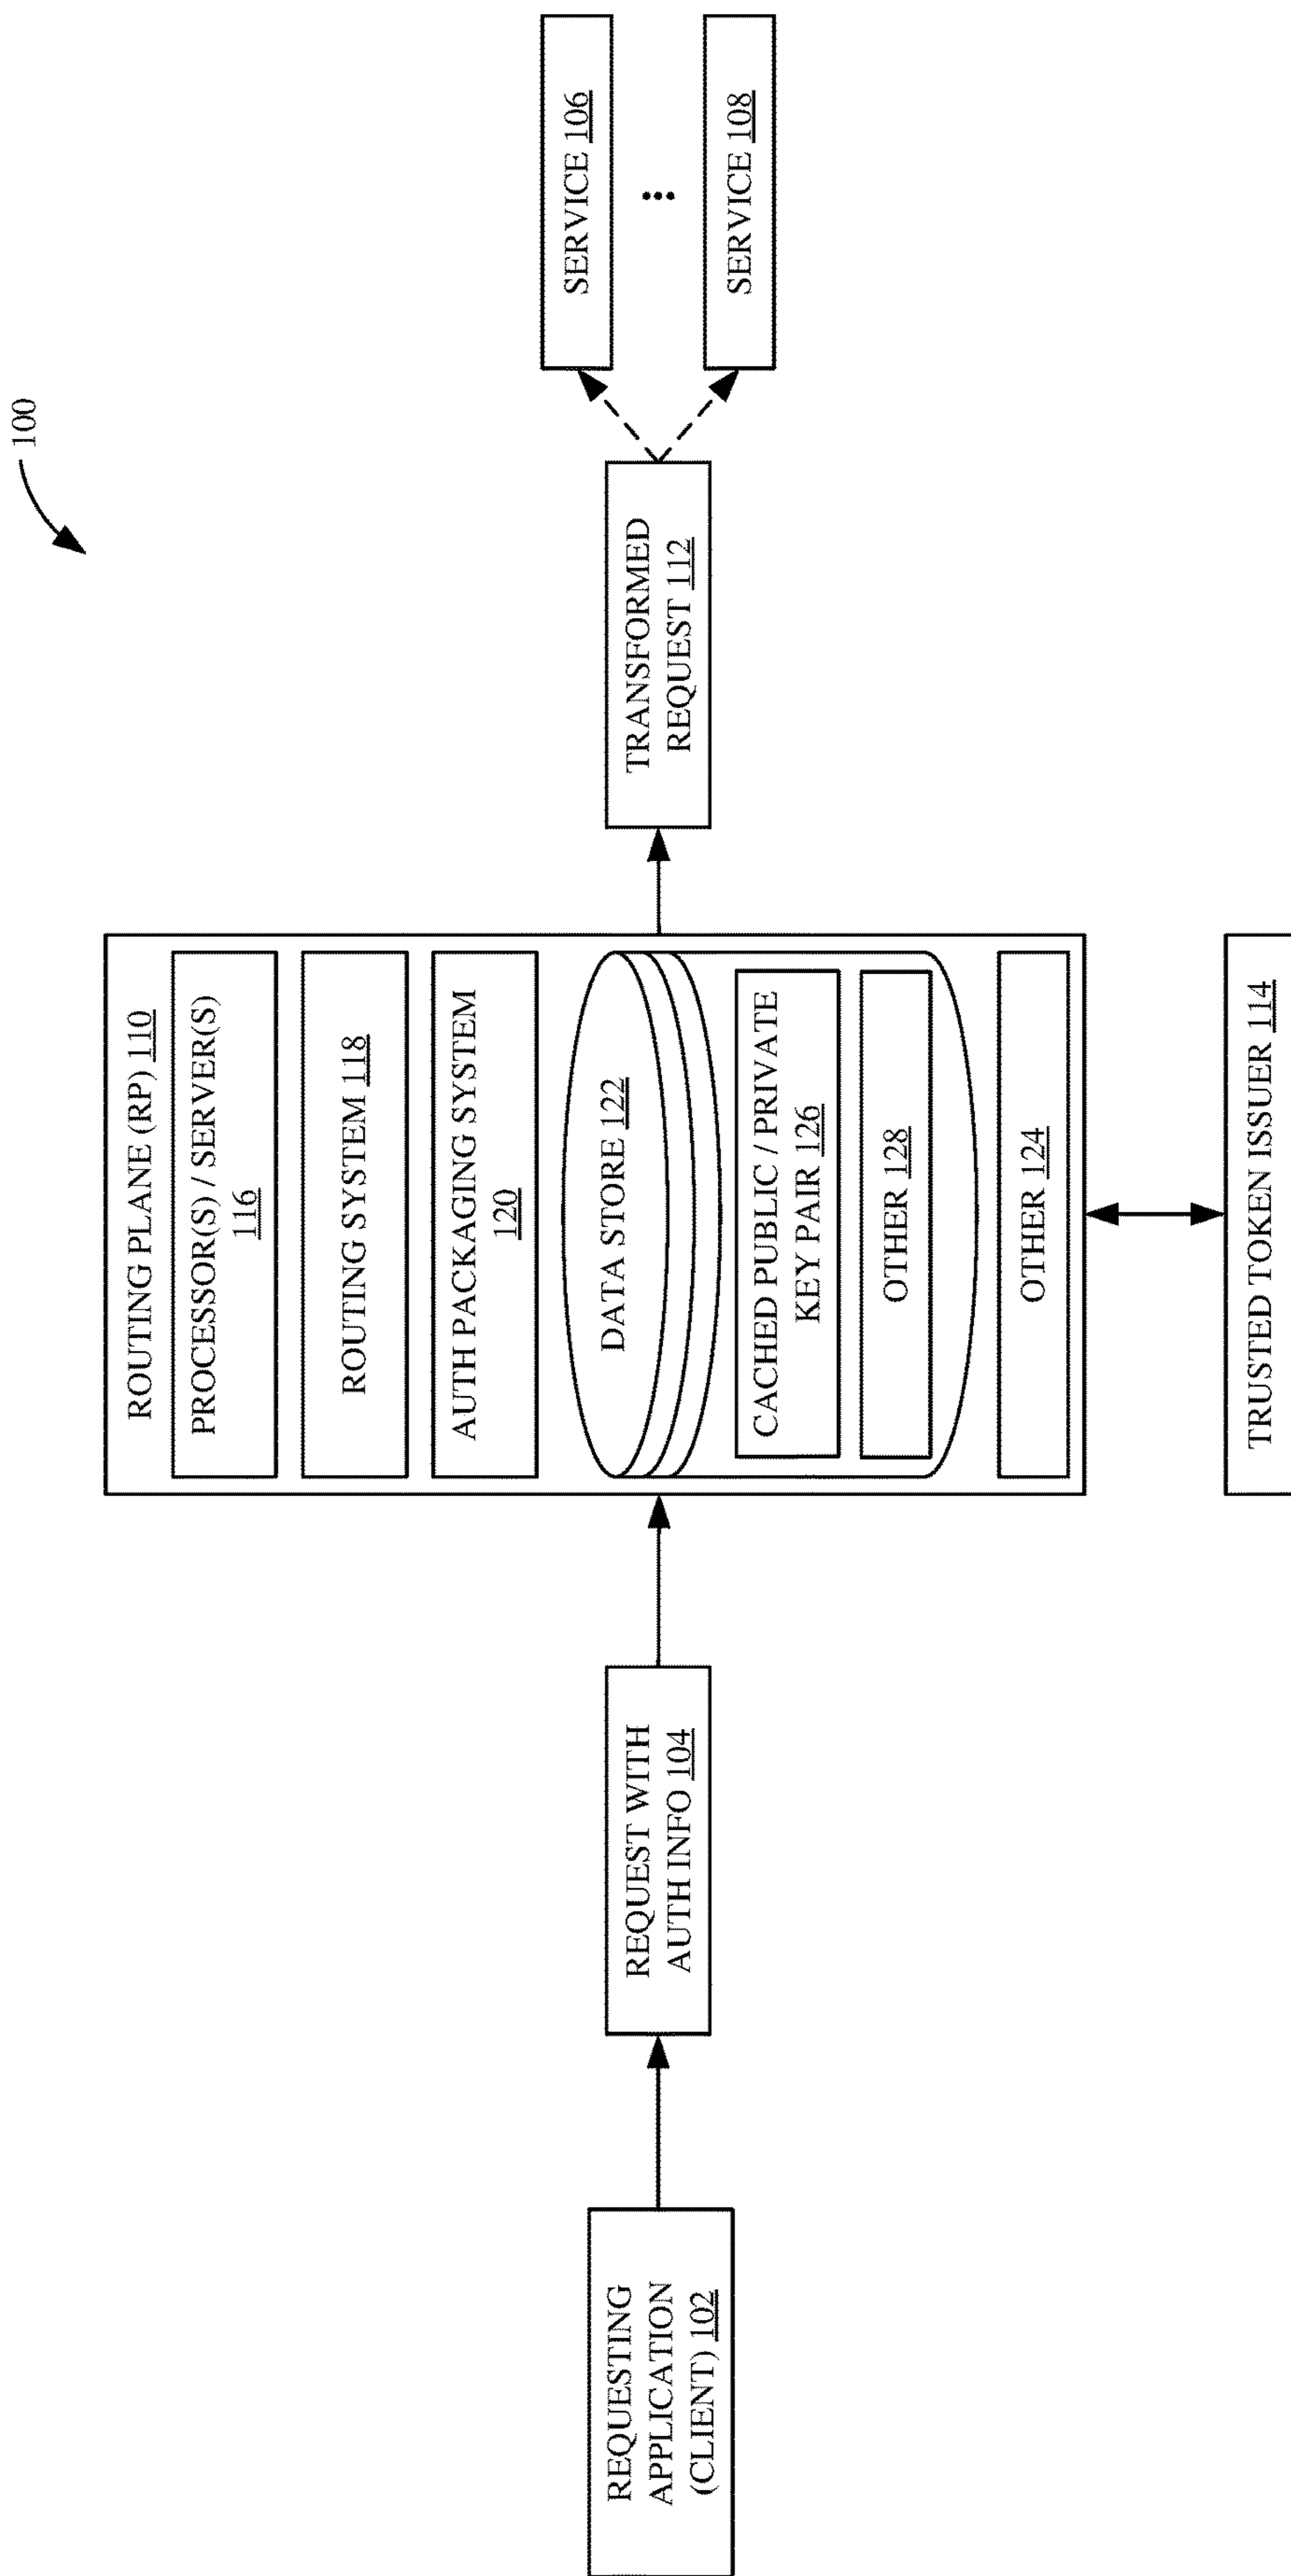 100
REQUESTING
APPLICATION
(CLIENT) 102
REQUEST WITH
AUTH INFO 104
ROUTING PLANE (RP) 110
PROCESSOR(S) / SERVER(S)
116
ROUTING SYSTEM 118
AUTH PACKAGING SYSTEM
120
DATA STORE 122
CACHED PUBLIC / PRIVATE
KEY PAIR 126
OTHER 128
OTHER 124
TRUSTED TOKEN ISSUER 114
TRANSFORMED
REQUEST 112
SERVICE 106
•••
SERVICE 108